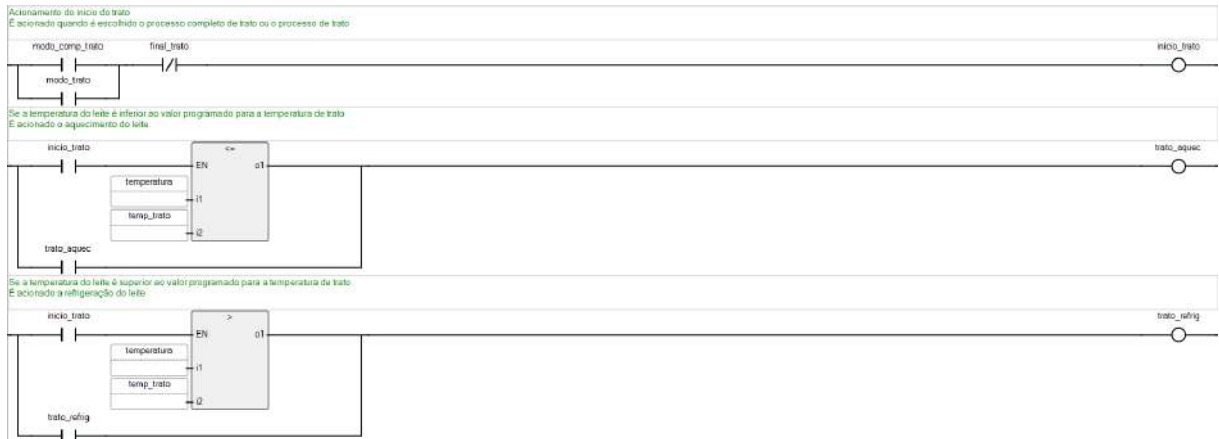 Acionamento do inicio do trato
É acionado quando é escolhido o processo completo de trato ou o processo de trato
modo_comp_trato final_trato inicio_trato
modo_trato
Se a temperatura do leite é inferior ao valor programado para a temperatura de trato
É acionado o aquecimento do leite
inicio_trato <= trato_aquec
EN o1
temperatura
i1
temp_trato
i2
trato_aquec
Se a temperatura do leite é superior ao valor programado para a temperatura de trato
É acionado a refrigeração do leite
inicio_trato > trato_refrig
EN o1
temperatura
i1
temp_trato
i2
trato_refrig